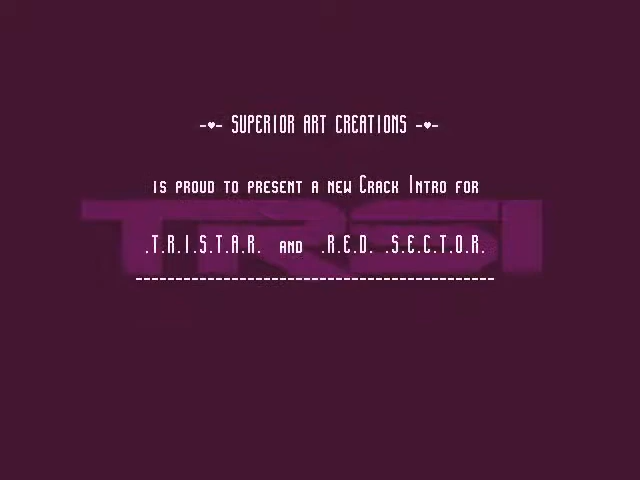 -♥- SUPERIOR ART CREATIONS -♥-
IS PROUD TO PRESENT A NEW CRACK INTRO FOR
TRSI
.T.R.I.S.T.A.R. AND .R.E.D. .S.E.C.T.O.R.
---------------------------------------------